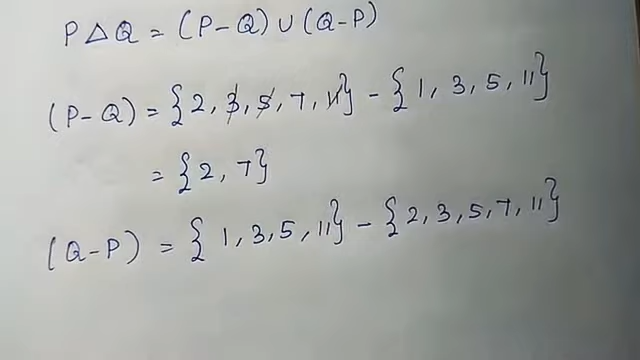 P △ Q = (P - Q) ∪ (Q - P)
(P - Q) = {2, 3, 5, 7, 11} - {1, 3, 5, 11}
= {2, 7}
(Q - P) = {1, 3, 5, 11} - {2, 3, 5, 7, 11}